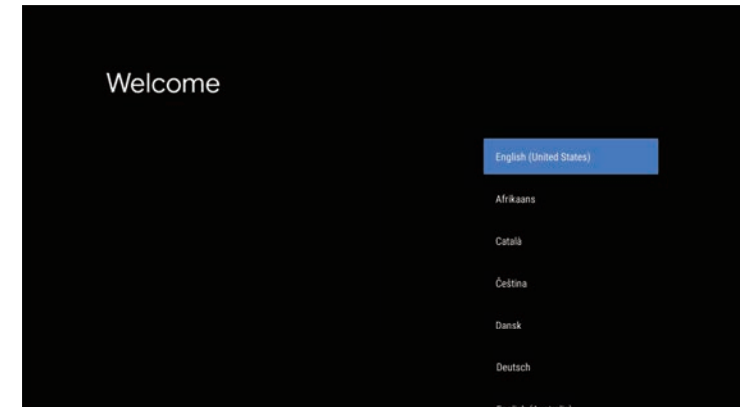 Welcome
English (United States)
Afrikaans
Català
Čeština
Dansk
Deutsch